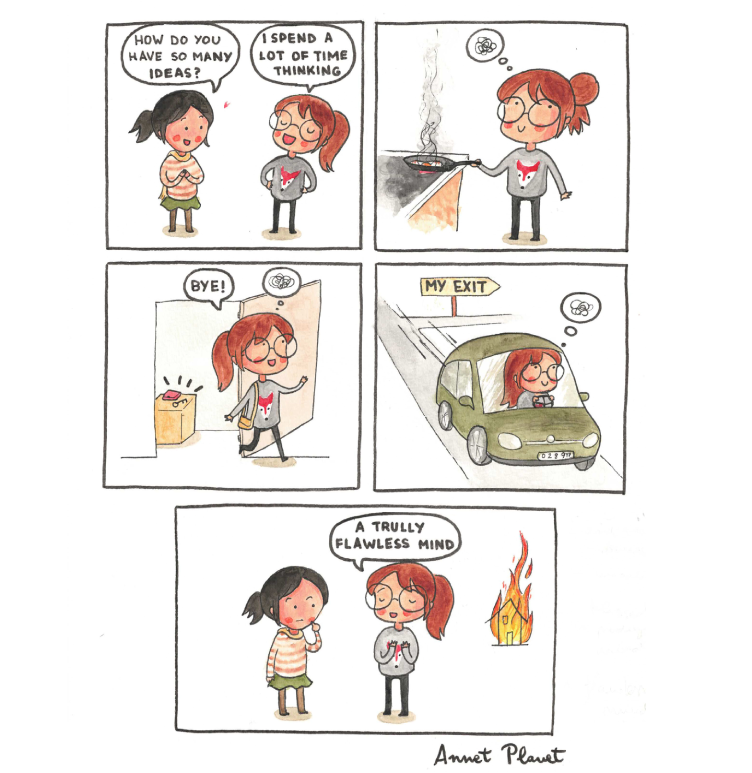 HOW DO YOU
HAVE SO MANY
IDEAS?
I SPEND A
LOT OF TIME
THINKING
BYE!
MY EXIT
A TRULLY
FLAWLESS MIND
Annet Planet